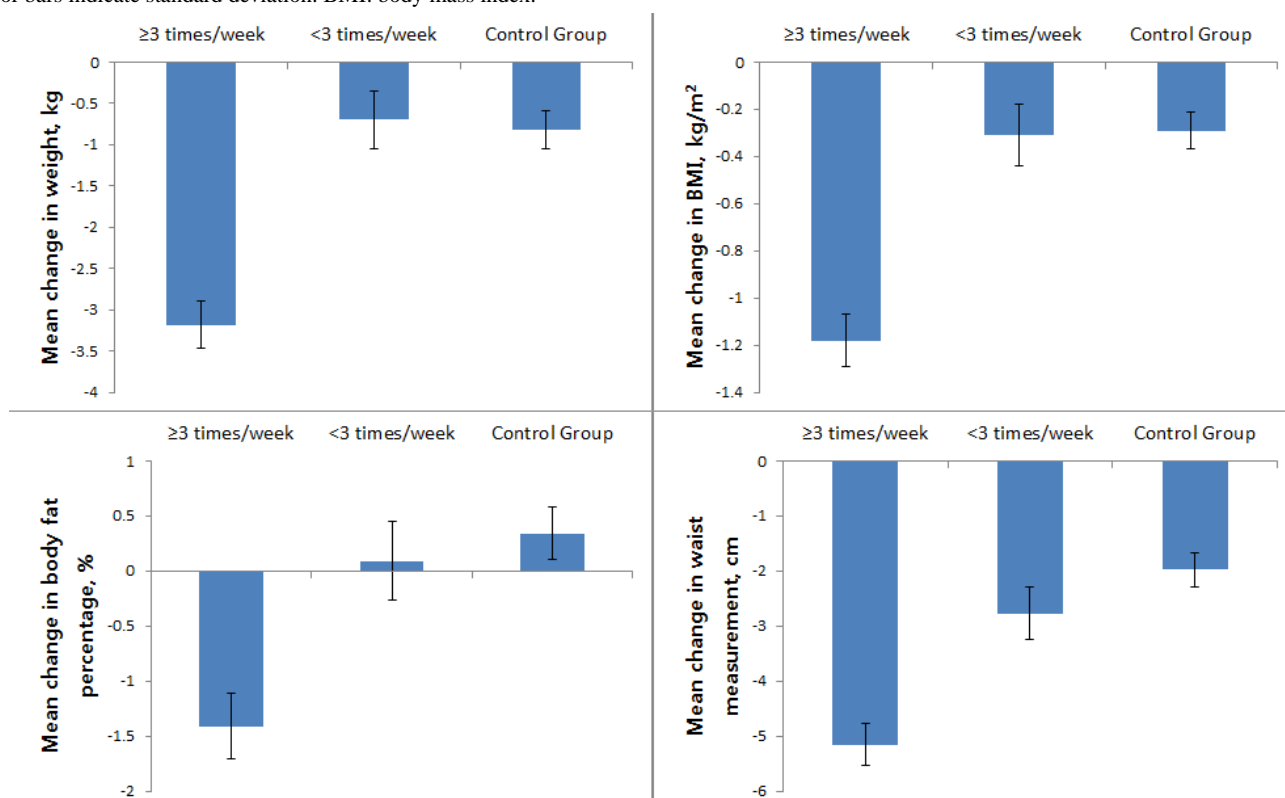 or bars indicate standard deviation. BMI: body mass index.
≥3 times/week <3 times/week Control Group
0
-0.5
-1
-1.5
-2
-2.5
-3
-3.5
-4
Mean change in weight, kg
≥3 times/week <3 times/week Control Group
0
-0.2
-0.4
-0.6
-0.8
-1
-1.2
-1.4
Mean change in BMI, kg/m²
≥3 times/week <3 times/week Control Group
1
0.5
0
-0.5
-1
-1.5
-2
Mean change in body fat
percentage, %
≥3 times/week <3 times/week Control Group
0
-1
-2
-3
-4
-5
-6
Mean change in waist
measurement, cm